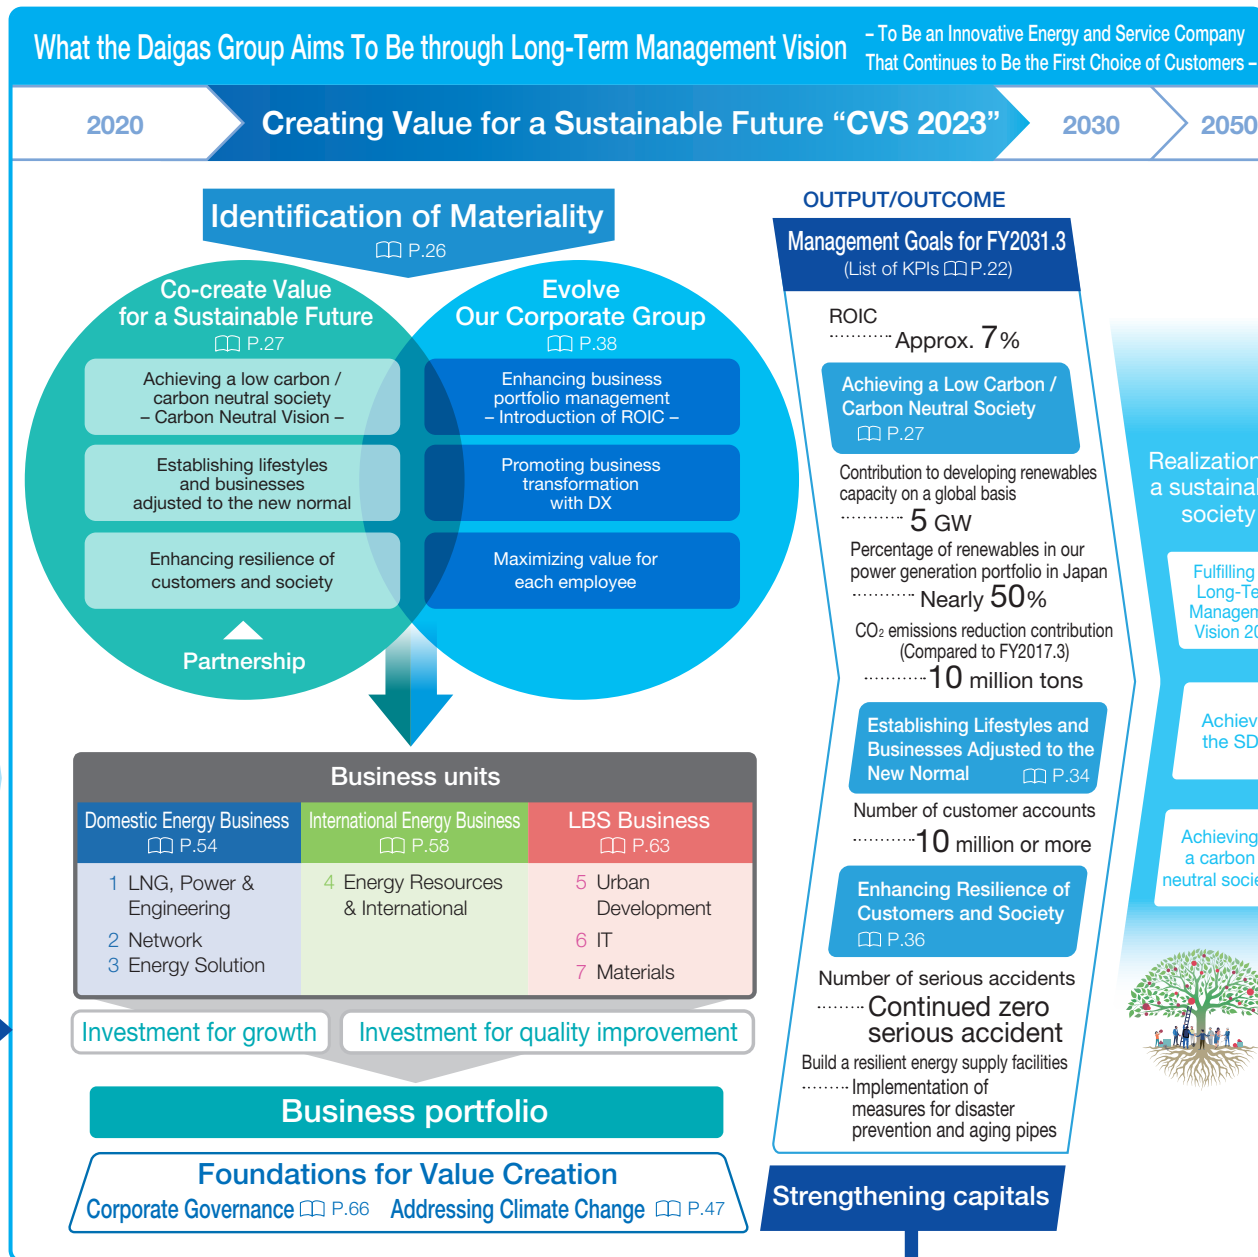 What the Daigas Group Aims To Be through Long-Term Management Vision
– To Be an Innovative Energy and Service Company
That Continues to Be the First Choice of Customers –
2020
Creating Value for a Sustainable Future “CVS 2023”
2030
2050
Identification of Materiality
P.26
Co-create Value
for a Sustainable Future
P.27
Achieving a low carbon /
carbon neutral society
– Carbon Neutral Vision –
Establishing lifestyles
and businesses
adjusted to the new normal
Enhancing resilience of
customers and society
Partnership
Evolve
Our Corporate Group
P.38
Enhancing business
portfolio management
– Introduction of ROIC –
Promoting business
transformation
with DX
Maximizing value for
each employee
Business units
Domestic Energy Business
P.54
1 LNG, Power &
Engineering
2 Network
3 Energy Solution
International Energy Business
P.58
4 Energy Resources
& International
LBS Business
P.63
5 Urban
Development
6 IT
7 Materials
Investment for growth
Investment for quality improvement
Business portfolio
Foundations for Value Creation
Corporate Governance P.66 Addressing Climate Change P.47
OUTPUT/OUTCOME
Management Goals for FY2031.3
(List of KPIs P.22)
ROIC
Approx. 7%
Achieving a Low Carbon /
Carbon Neutral Society
P.27
Contribution to developing renewables
capacity on a global basis
5 GW
Percentage of renewables in our
power generation portfolio in Japan
Nearly 50%
CO₂ emissions reduction contribution
(Compared to FY2017.3)
10 million tons
Establishing Lifestyles and
Businesses Adjusted to the
New Normal P.34
Number of customer accounts
10 million or more
Enhancing Resilience of
Customers and Society
P.36
Number of serious accidents
Continued zero
serious accident
Build a resilient energy supply facilities
Implementation of
measures for disaster
prevention and aging pipes
Strengthening capitals
Realization
a
society
Fulfilling
Vision
the
Achieving
a carbon
neutral